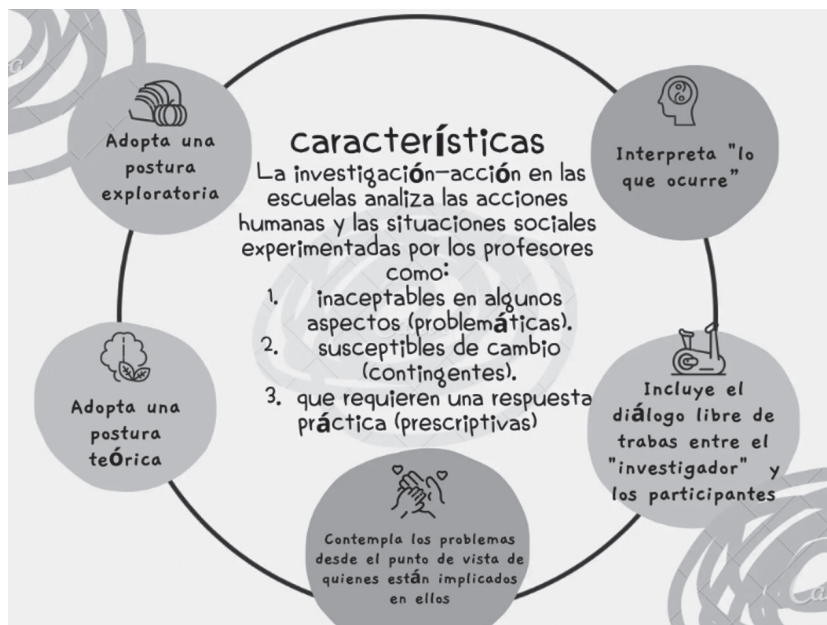 características
La investigación-acción en las
escuelas analiza las acciones
humanas y las situaciones sociales
experimentadas por los profesores
como:
1. inaceptables en algunos
aspectos (problemáticas).
2. susceptibles de cambio
(contingentes).
3. que requieren una respuesta
práctica (prescriptivas)
Adopta una
postura
exploratoria
Interpreta "lo
que ocurre"
Adopta una
postura
teÓrica
Incluye el
diálogo libre de
trabas entre el
"investigador" y
los participantes
Contempla los problemas
desde el punto de vista de
quienes están implicados
en ellos